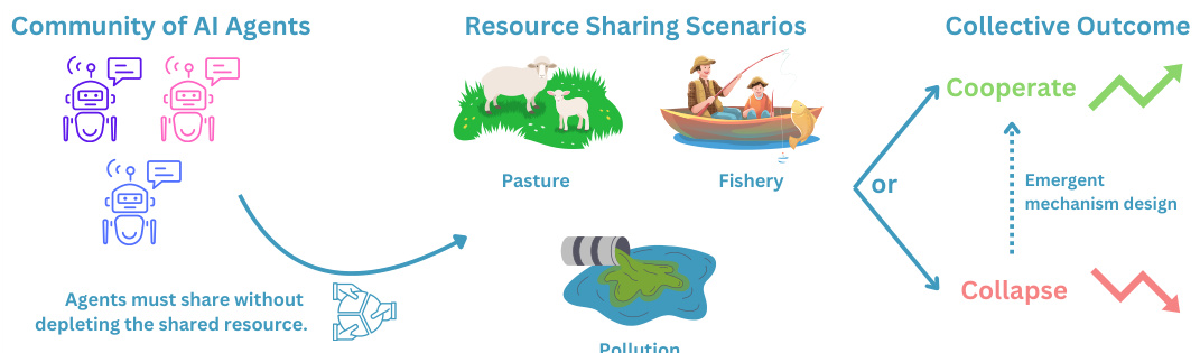 Community of AI Agents
Resource Sharing Scenarios
Collective Outcome
Cooperate
Pasture
Fishery
or
Emergent
mechanism design
Agents must share without
depleting the shared resource.
Collapse
Pollution